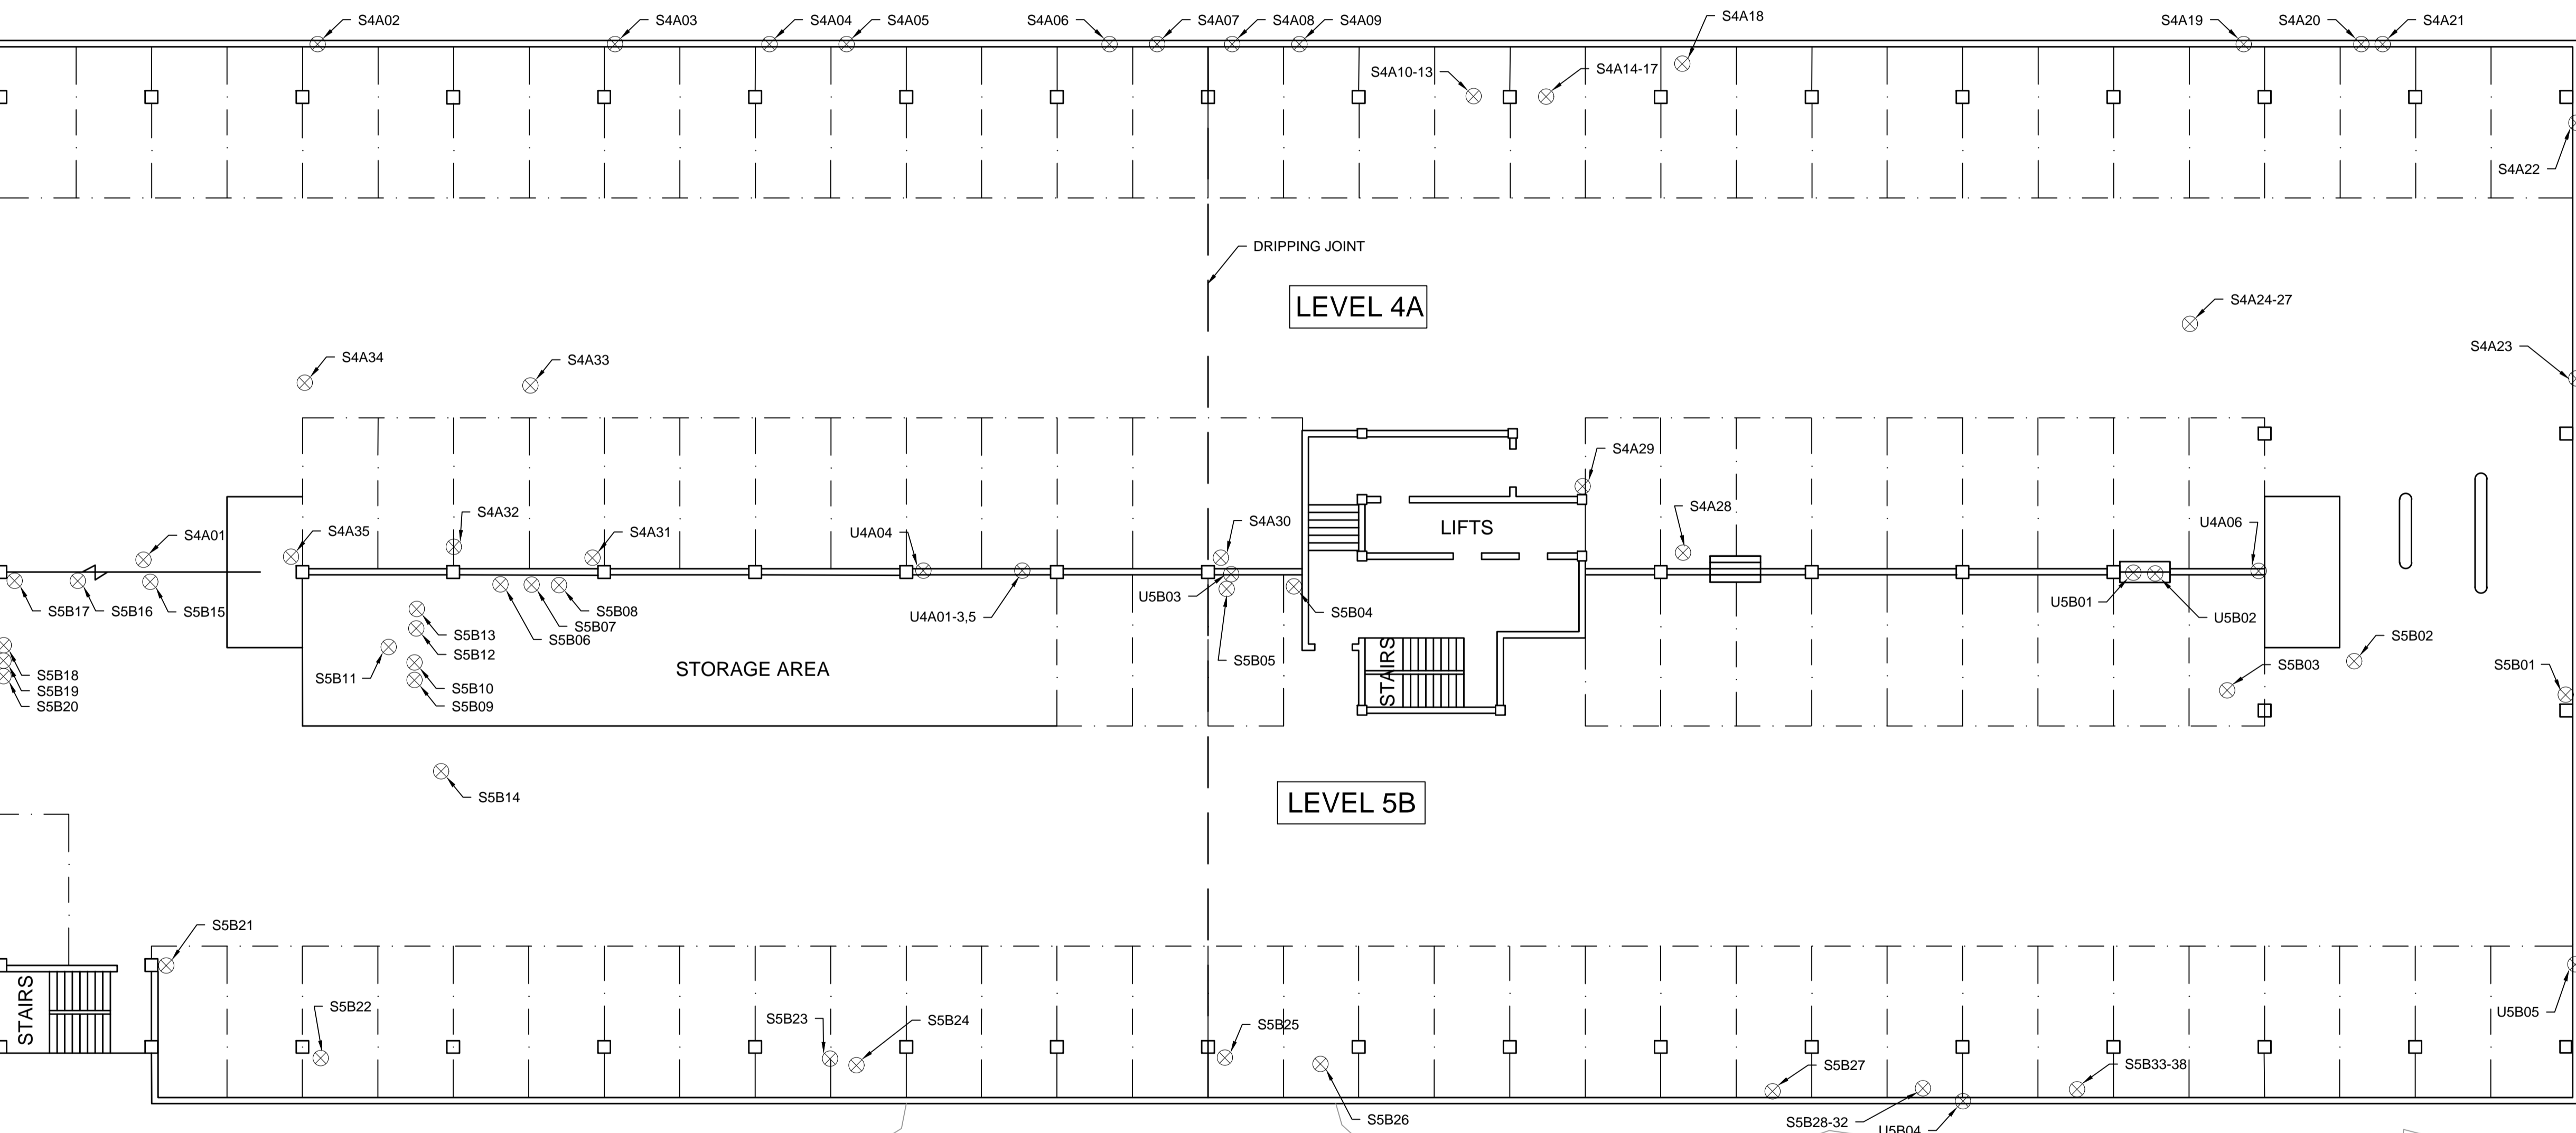 S4A02
S4A03
S4A04
S4A05
S4A06
S4A07
S4A08
S4A09
S4A18
S4A19
S4A20
S4A21
S4A10-13
S4A14-17
S4A22
DRIPPING JOINT
LEVEL 4A
S4A24-27
S4A23
S4A34
S4A33
S4A29
S4A28
S4A32
S4A01
S4A35
S4A31
U4A04
S4A30
LIFTS
U4A06
S5B17
S5B16
S5B15
S5B08
S5B07
S5B06
U4A01-3,5
U5B03
S5B04
U5B01
U5B02
S5B13
S5B12
S5B11
S5B10
S5B09
STORAGE AREA
S5B05
STAIRS
S5B02
S5B03
S5B01
S5B18
S5B19
S5B20
S5B14
LEVEL 5B
S5B21
STAIRS
S5B22
S5B23
S5B24
S5B25
S5B26
S5B27
S5B28-32
U5B04
S5B33-38
U5B05